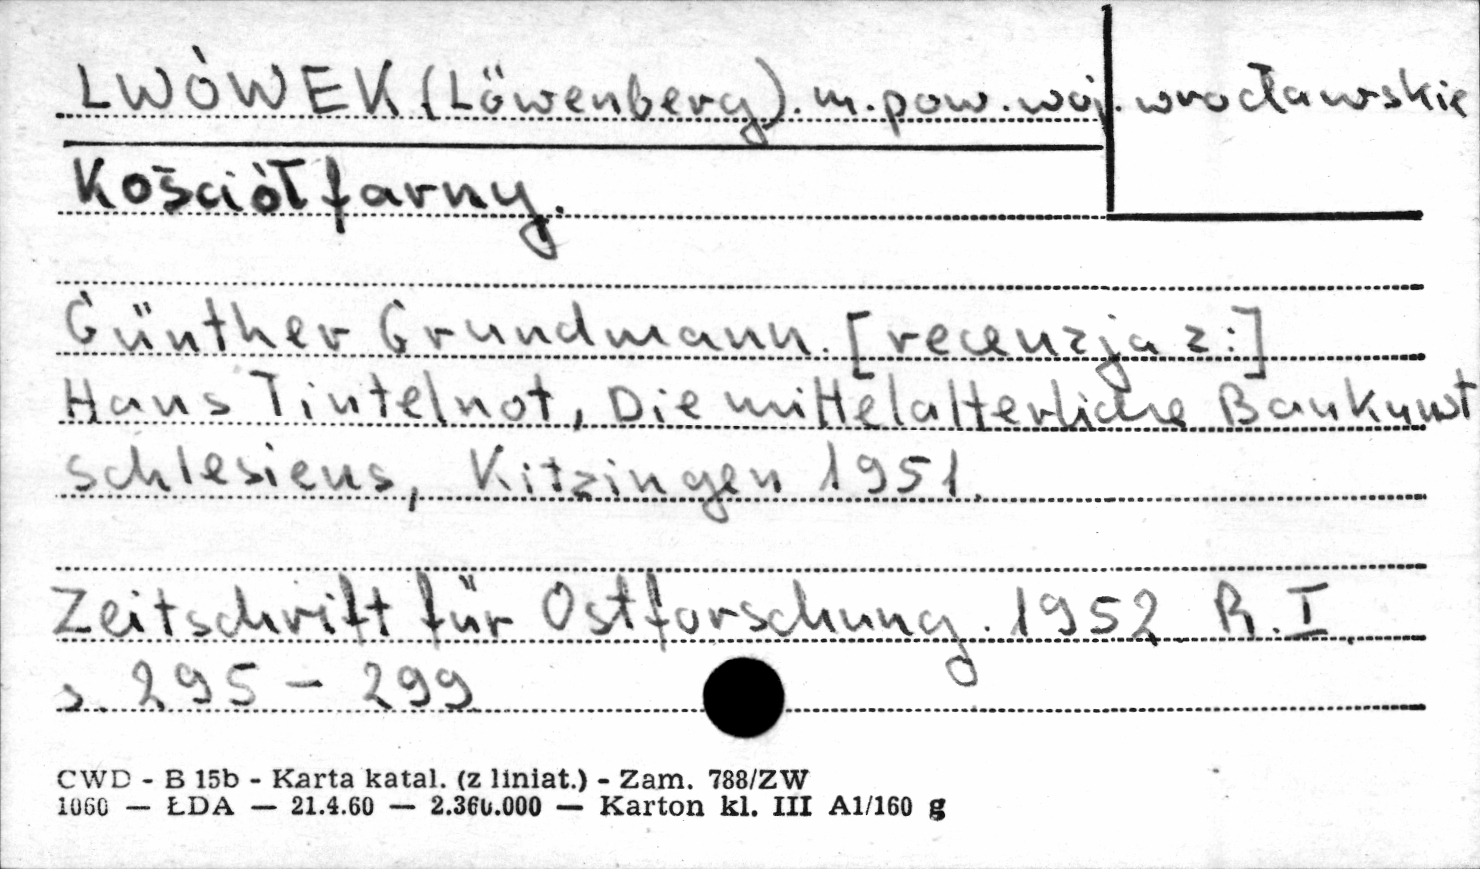 LWÓWEK (Löwenberg). m. pow. woj. wrocławskie
Kościół farny.
Günther Grundmann. [recenzja z:]
Hans Tintelnot, Die mittelalterliche Baukunst
Schlesiens, Kitzingen 1951.
Zeitschrift für Ostforschung. 1952 R. I.
s. 295 - 299
CWD - B 15b - Karta katal. (z liniat.) - Zam. 788/ZW
1060 — ŁDA — 21.4.60 — 2.360.000 — Karton kl. III A1/160 g